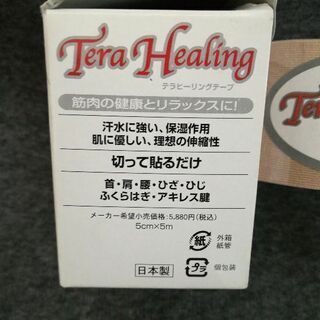 Tera Healing
テラヒーリングテープ
筋肉の健康とリラックスに!
汗水に強い、保湿作用
肌に優しい、理想の伸縮性
切って貼るだけ
首・肩・腰・ひざ・ひじ
ふくらはぎ・アキレス腱
メーカー希望小売価格:5,880円(税込)
5cm×5m
日本製
紙
外箱
紙管
プラ
個包装
Ter